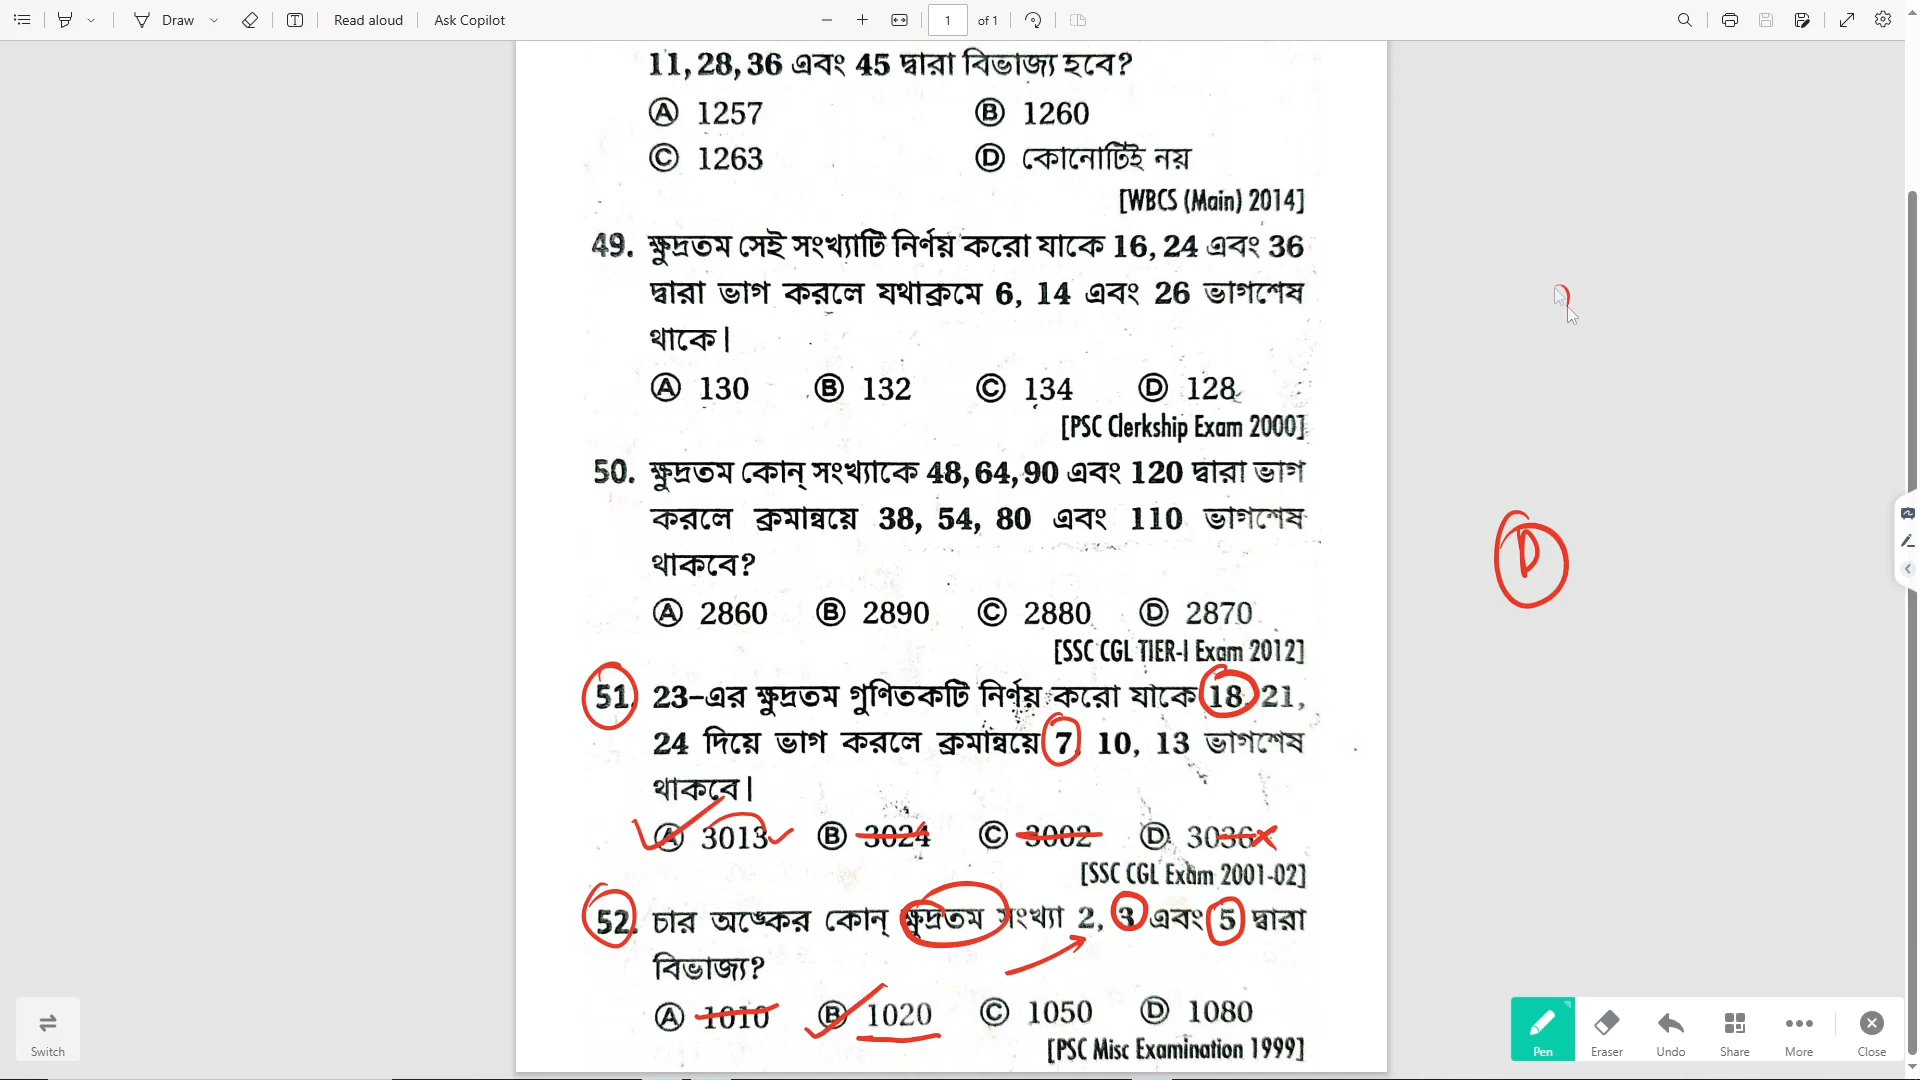 Draw
Read aloud
Ask Copilot
1 of 1
11, 28, 36 এবং 45 দ্বারা বিভাজ্য হবে?
Ⓐ 1257 Ⓑ 1260
Ⓒ 1263 Ⓓ কোনোটিই নয়
[WBCS (Main) 2014]
49. ক্ষুদ্রতম সেই সংখ্যাটি নির্ণয় করো যাকে 16, 24 এবং 36
দ্বারা ভাগ করলে যথাক্রমে 6, 14 এবং 26 ভাগশেষ
থাকে।
Ⓐ 130 Ⓑ 132 Ⓒ 134 Ⓓ 128
[PSC Clerkship Exam 2000]
50. ক্ষুদ্রতম কোন্ সংখ্যাকে 48, 64, 90 এবং 120 দ্বারা ভাগ
করলে ক্রমান্বয়ে 38, 54, 80 এবং 110 ভাগশেষ
থাকবে?
Ⓐ 2860 Ⓑ 2890 Ⓒ 2880 Ⓓ 2870
[SSC CGL TIER-I Exam 2012]
D
51. 23–এর ক্ষুদ্রতম গুণিতকটি নির্ণয় করো যাকে 18, 21,
24 দিয়ে ভাগ করলে ক্রমান্বয়ে 7, 10, 13 ভাগশেষ
থাকবে।
Ⓐ 3013 Ⓑ 3024 Ⓒ 3002 Ⓓ 3036
[SSC CGL Exam 2001-02]
52. চার অঙ্কের কোন্ ক্ষুদ্রতম সংখ্যা 2, 3 এবং 5 দ্বারা
বিভাজ্য?
Ⓐ 1010 Ⓑ 1020 Ⓒ 1050 Ⓓ 1080
[PSC Misc Examination 1999]
Switch
Pen
Eraser
Undo
Share
More
Close